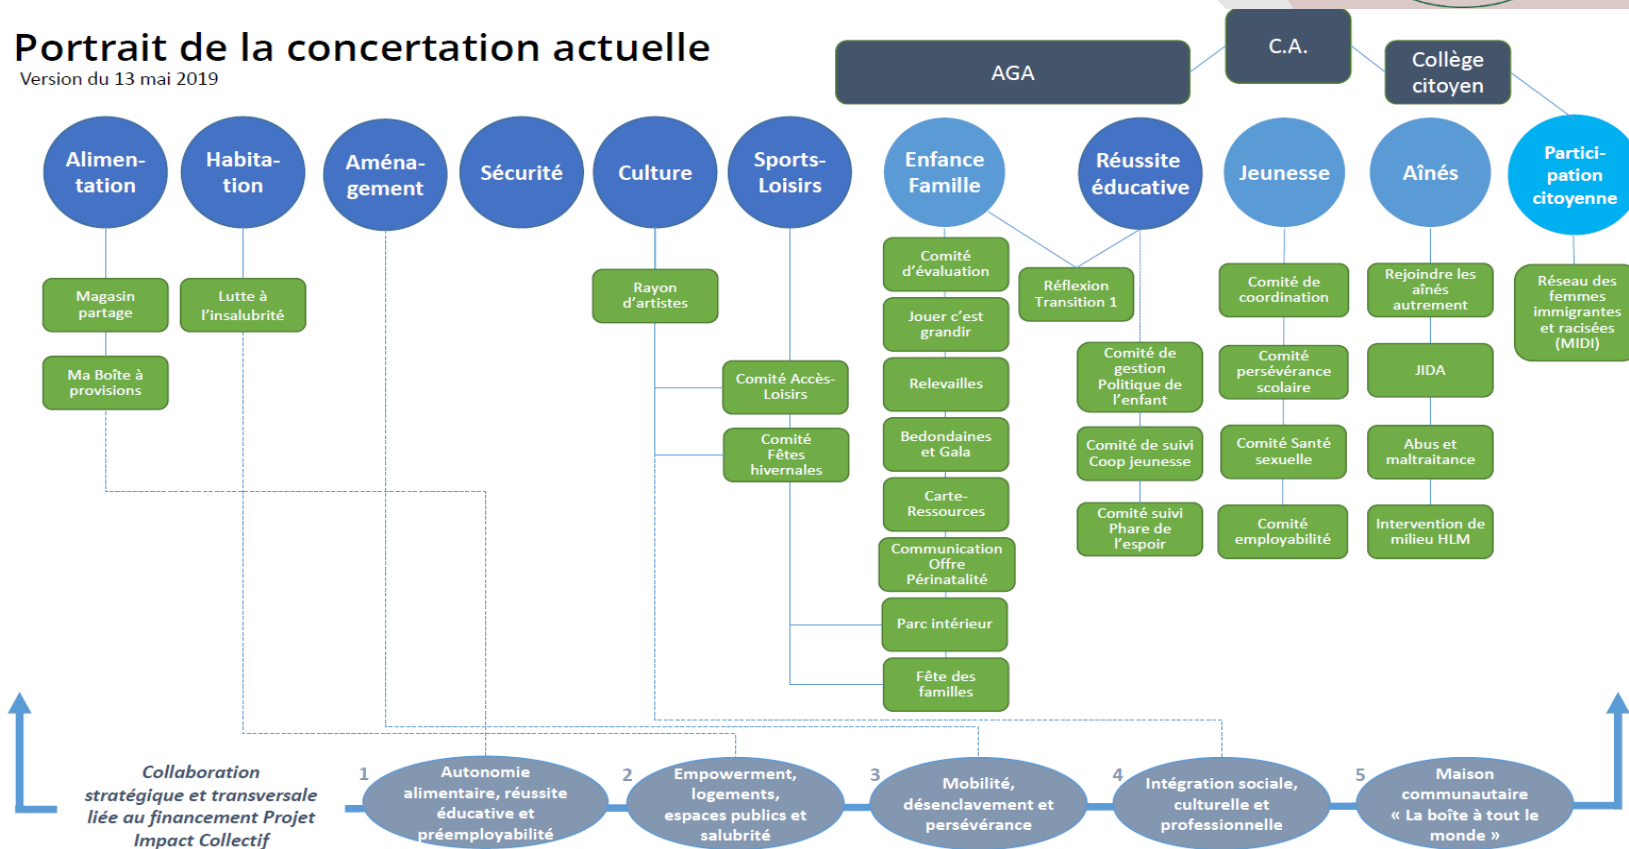 Portrait de la concertation actuelle
Version du 13 mai 2019
AGA
C.A.
Collège
citoyen
Alimen-
tation
Habita-
tion
Aména-
gement
Sécurité
Culture
Sports-
Loisirs
Enfance
Famille
Réussite
éducative
Jeunesse
Aînés
Partici-
pation
citoyenne
Magasin
partage
Ma Boîte à
provisions
Lutte à
l'insalubrité
Rayon
d'artistes
Comité Accès-
Loisirs
Comité
Fêtes
hivernales
Comité
d'évaluation
Jouer c'est
grandir
Relevailles
Bedondaines
et Gala
Carte-
Ressources
Communication
Offre
Périnatalité
Parc intérieur
Fête des
familles
Réflexion
Transition 1
Comité de
gestion
Politique de
l'enfant
Comité de suivi
Coop jeunesse
Comité suivi
Phare de
l'espoir
Comité de
coordination
Comité
persévérance
scolaire
Comité Santé
sexuelle
Comité
employabilité
Rejoindre les
aînés
autrement
JIDA
Abus et
maltraitance
Intervention de
milieu HLM
Réseau des
femmes
immigrantes
et racisées
(MIDI)
Collaboration
stratégique et transversale
liée au financement Projet
Impact Collectif
1
Autonomie
alimentaire, réussite
éducative et
préemployabilité
2
Empowerment,
logements,
espaces publics et
salubrité
3
Mobilité,
désenclavement et
persévérance
4
Intégration sociale,
culturelle et
professionnelle
5
Maison
communautaire
« La boîte à tout le
monde »